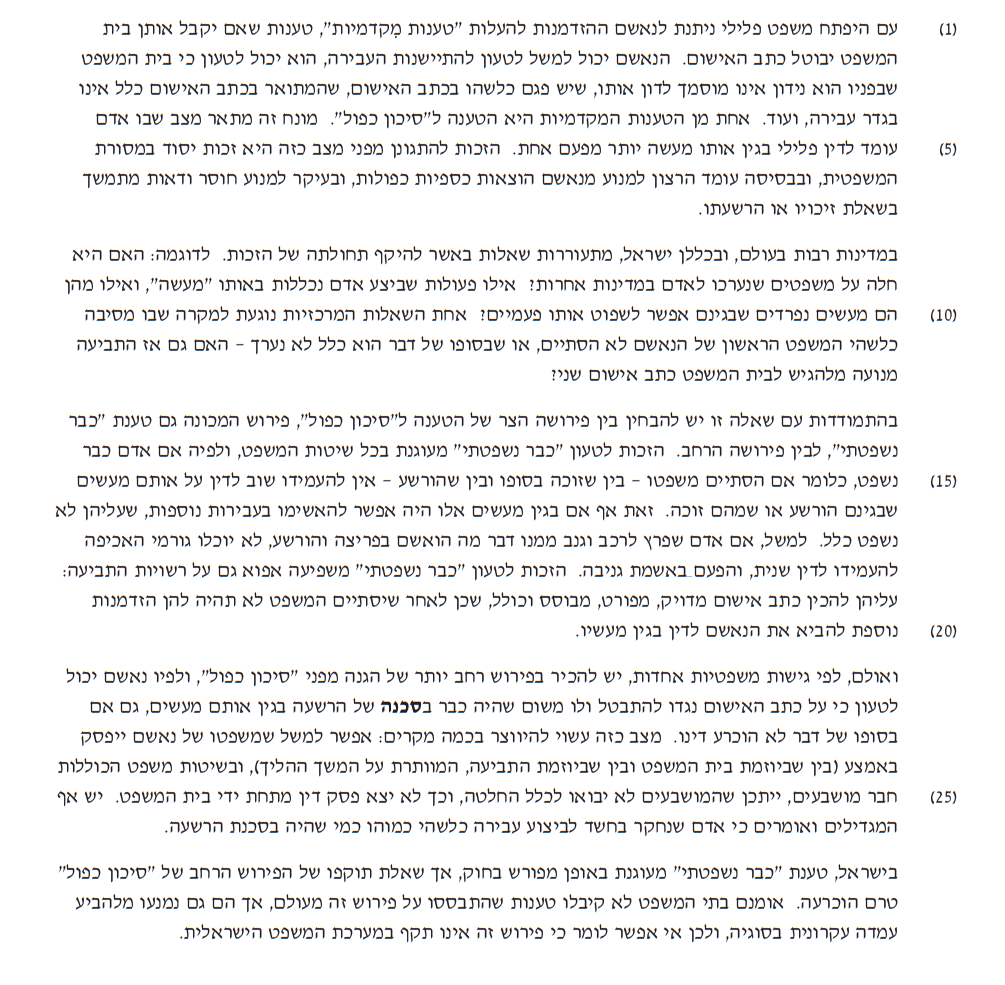 (1) עם היפתח משפט פלילי ניתנת לנאשם ההזדמנות להעלות "טענות מִקדמיות", טענות שאם יקבל אותן בית
המשפט יבוטל כתב האישום. הנאשם יכול למשל לטעון להתיישנות העבירה, הוא יכול לטעון כי בית המשפט
שבפניו הוא נידון אינו מוסמך לדון אותו, שיש פגם כלשהו בכתב האישום, שהמתואר בכתב האישום כלל אינו
בגדר עבירה, ועוד. אחת מן הטענות המקדמיות היא הטענה ל"סיכון כפול". מונח זה מתאר מצב שבו אדם
(5) עומד לדין פלילי בגין אותו מעשה יותר מפעם אחת. הזכות להתגונן מפני מצב כזה היא זכות יסוד במסורת
המשפטית, ובבסיסה עומד הרצון למנוע מנאשם הוצאות כספיות כפולות, ובעיקר למנוע חוסר ודאות מתמשך
בשאלת זיכויו או הרשעתו.
במדינות רבות בעולם, ובכללן ישראל, מתעוררות שאלות באשר להיקף תחולתה של הזכות. לדוגמה: האם היא
חלה על משפטים שנערכו לאדם במדינות אחרות? אילו פעולות שביצע אדם נכללות באותו "מעשה", ואילו מהן
(10) הם מעשים נפרדים שבגינם אפשר לשפוט אותו פעמיים? אחת השאלות המרכזיות נוגעת למקרה שבו מסיבה
כלשהי המשפט הראשון של הנאשם לא הסתיים, או שבסופו של דבר הוא כלל לא נערך – האם גם אז התביעה
מנועה מלהגיש לבית המשפט כתב אישום שני?
בהתמודדות עם שאלה זו יש להבחין בין פירושה הצר של הטענה ל"סיכון כפול", פירוש המכונה גם טענת "כבר
נשפטתי", לבין פירושה הרחב. הזכות לטעון "כבר נשפטתי" מעוגנת בכל שיטות המשפט, ולפיה אם אדם כבר
(15) נשפט, כלומר אם הסתיים משפטו – בין שזוכה בסופו ובין שהורשע – אין להעמידו שוב לדין על אותם מעשים
שבגינם הורשע או שמהם זוכה. זאת אף אם בגין מעשים אלו היה אפשר להאשימו בעבירות נוספות, שעליהן לא
נשפט כלל. למשל, אם אדם שפרץ לרכב וגנב ממנו דבר מה הואשם בפריצה והורשע, לא יוכלו גורמי האכיפה
להעמידו לדין שנית, והפעם באשמת גניבה. הזכות לטעון "כבר נשפטתי" משפיעה אפוא גם על רשויות התביעה:
עליהן להכין כתב אישום מדויק, מפורט, מבוסס וכולל, שכן לאחר שיסתיים המשפט לא תהיה להן הזדמנות
(20) נוספת להביא את הנאשם לדין בגין מעשיו.
ואולם, לפי גישות משפטיות אחדות, יש להכיר בפירוש רחב יותר של הגנה מפני "סיכון כפול", ולפיו נאשם יכול
לטעון כי על כתב האישום נגדו להתבטל ולו משום שהיה כבר בסכנה של הרשעה בגין אותם מעשים, גם אם
בסופו של דבר לא הוכרע דינו. מצב כזה עשוי להיווצר בכמה מקרים: אפשר למשל שמשפטו של נאשם ייפסק
באמצע (בין שביוזמת בית המשפט ובין שביוזמת התביעה, המוותרת על המשך ההליך), ובשיטות משפט הכוללות
(25) חבר מושבעים, ייתכן שהמושבעים לא יבואו לכלל החלטה, וכך לא יצא פסק דין מתחת ידי בית המשפט. יש אף
המגדילים ואומרים כי אדם שנחקר בחשד לביצוע עבירה כלשהי כמוהו כמי שהיה בסכנת הרשעה.
בישראל, טענת "כבר נשפטתי" מעוגנת באופן מפורש בחוק, אך שאלת תוקפו של הפירוש הרחב של "סיכון כפול"
טרם הוכרעה. אומנם בתי המשפט לא קיבלו טענות שהתבססו על פירוש זה מעולם, אך הם גם נמנעו מלהביע
עמדה עקרונית בסוגיה, ולכן אי אפשר לומר כי פירוש זה אינו תקף במערכת המשפט הישראלית.